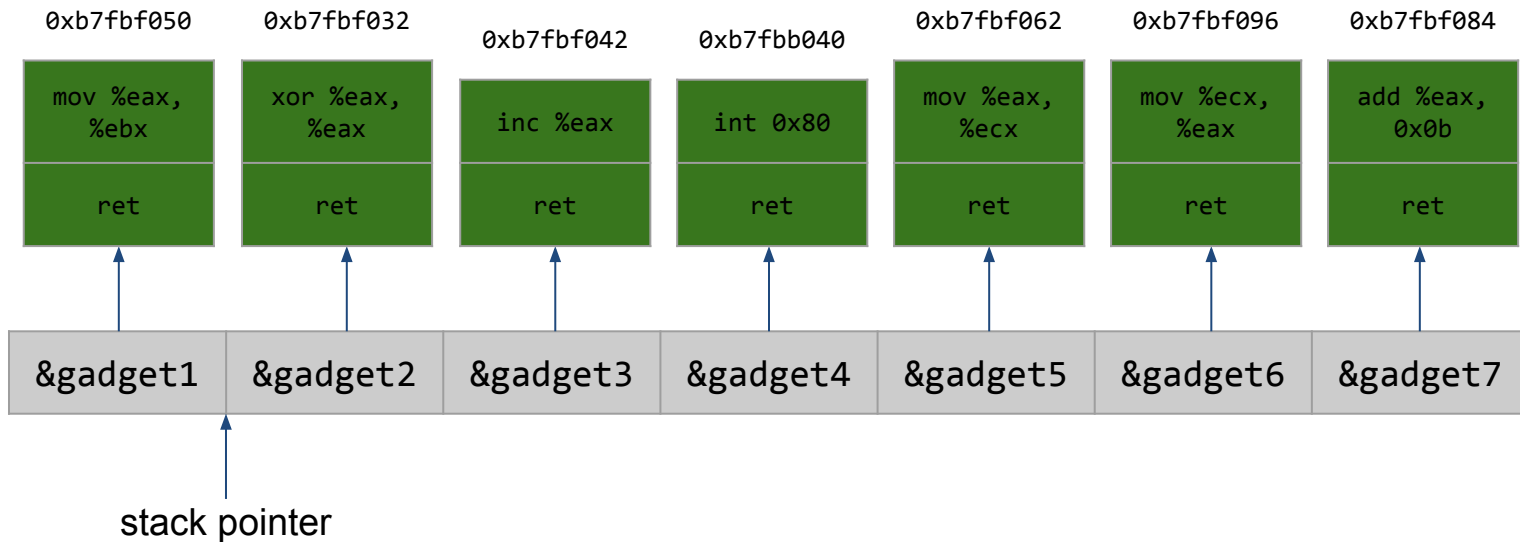 0xb7fbf050
0xb7fbf032
0xb7fbf042
0xb7fbb040
0xb7fbf062
0xb7fbf096
0xb7fbf084
mov %eax,
%ebx
ret
xor %eax,
%eax
ret
inc %eax
ret
int 0x80
ret
mov %eax,
%ecx
ret
mov %ecx,
%eax
ret
add %eax,
0x0b
ret
&gadget1
&gadget2
&gadget3
&gadget4
&gadget5
&gadget6
&gadget7
stack pointer